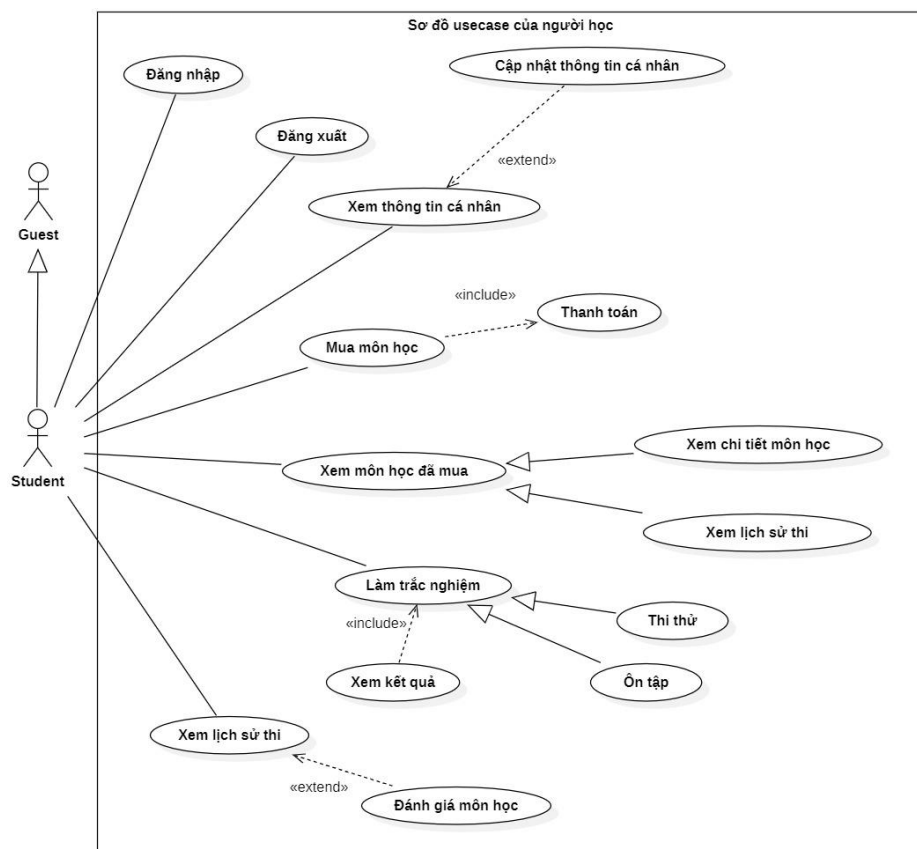 Sơ đồ usecase của người học
Cập nhật thông tin cá nhân
Đăng nhập
Đăng xuất
«extend»
Xem thông tin cá nhân
Guest
«include»
Thanh toán
Mua môn học
Xem chi tiết môn học
Xem môn học đã mua
Student
Xem lịch sử thi
Làm trắc nghiệm
Thi thử
«include»
Xem kết quả
Ôn tập
Xem lịch sử thi
«extend»
Đánh giá môn học